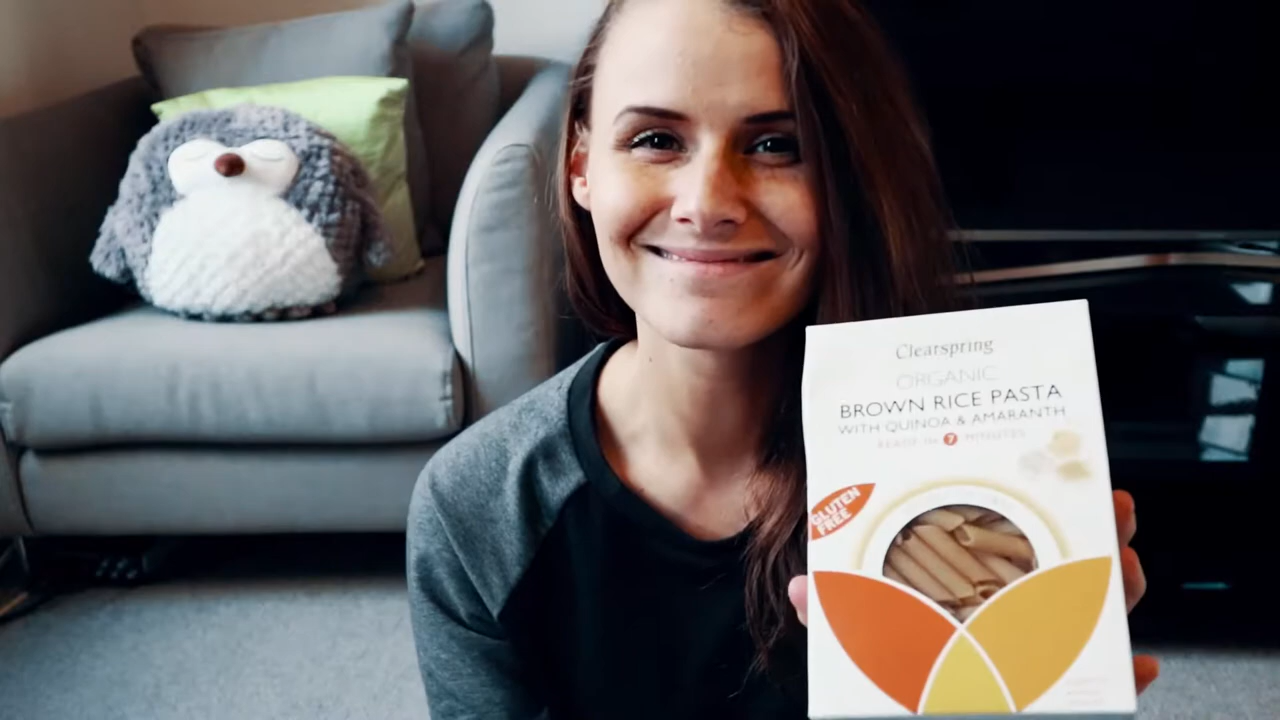 Clearspring
ORGANIC
BROWN RICE PASTA
WITH QUINOA & AMARANTH
READY IN 7 MINUTES
GLUTEN
FREE